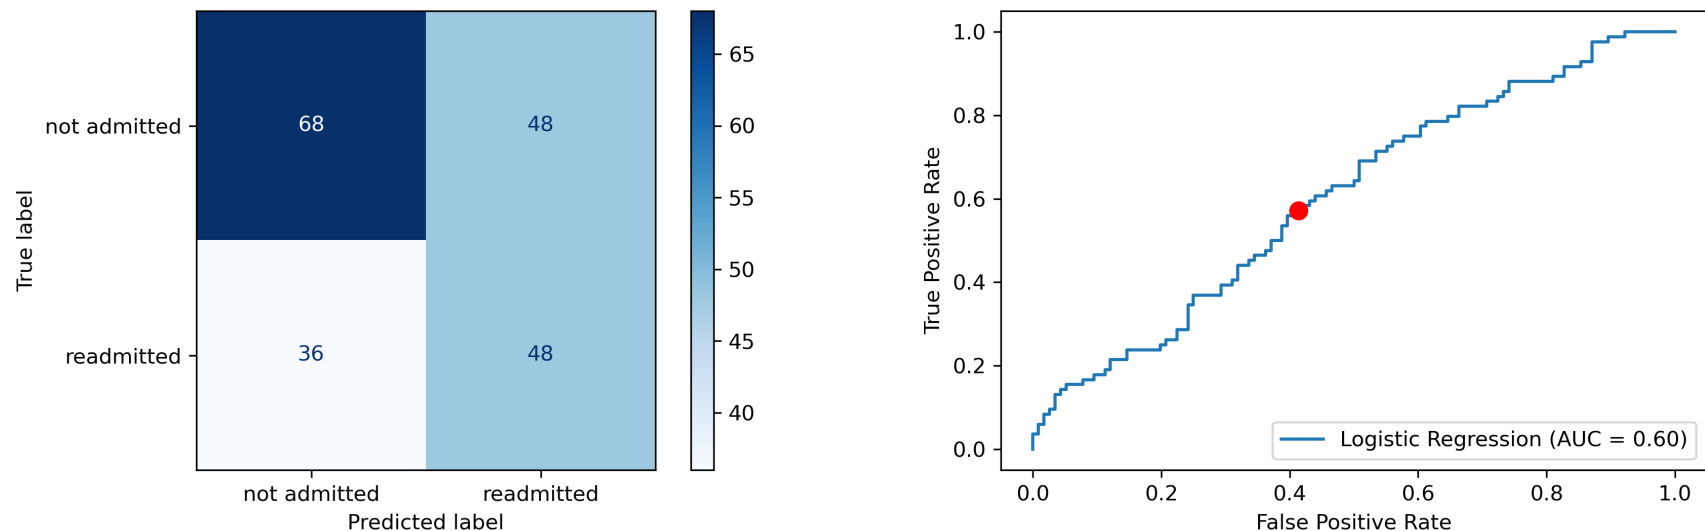 True label
not admitted
readmitted
68
48
36
48
not admitted
readmitted
Predicted label
65
60
55
50
45
40
True Positive Rate
1.0
0.8
0.6
0.4
0.2
0.0
Logistic Regression (AUC = 0.60)
0.0
0.2
0.4
0.6
0.8
1.0
False Positive Rate